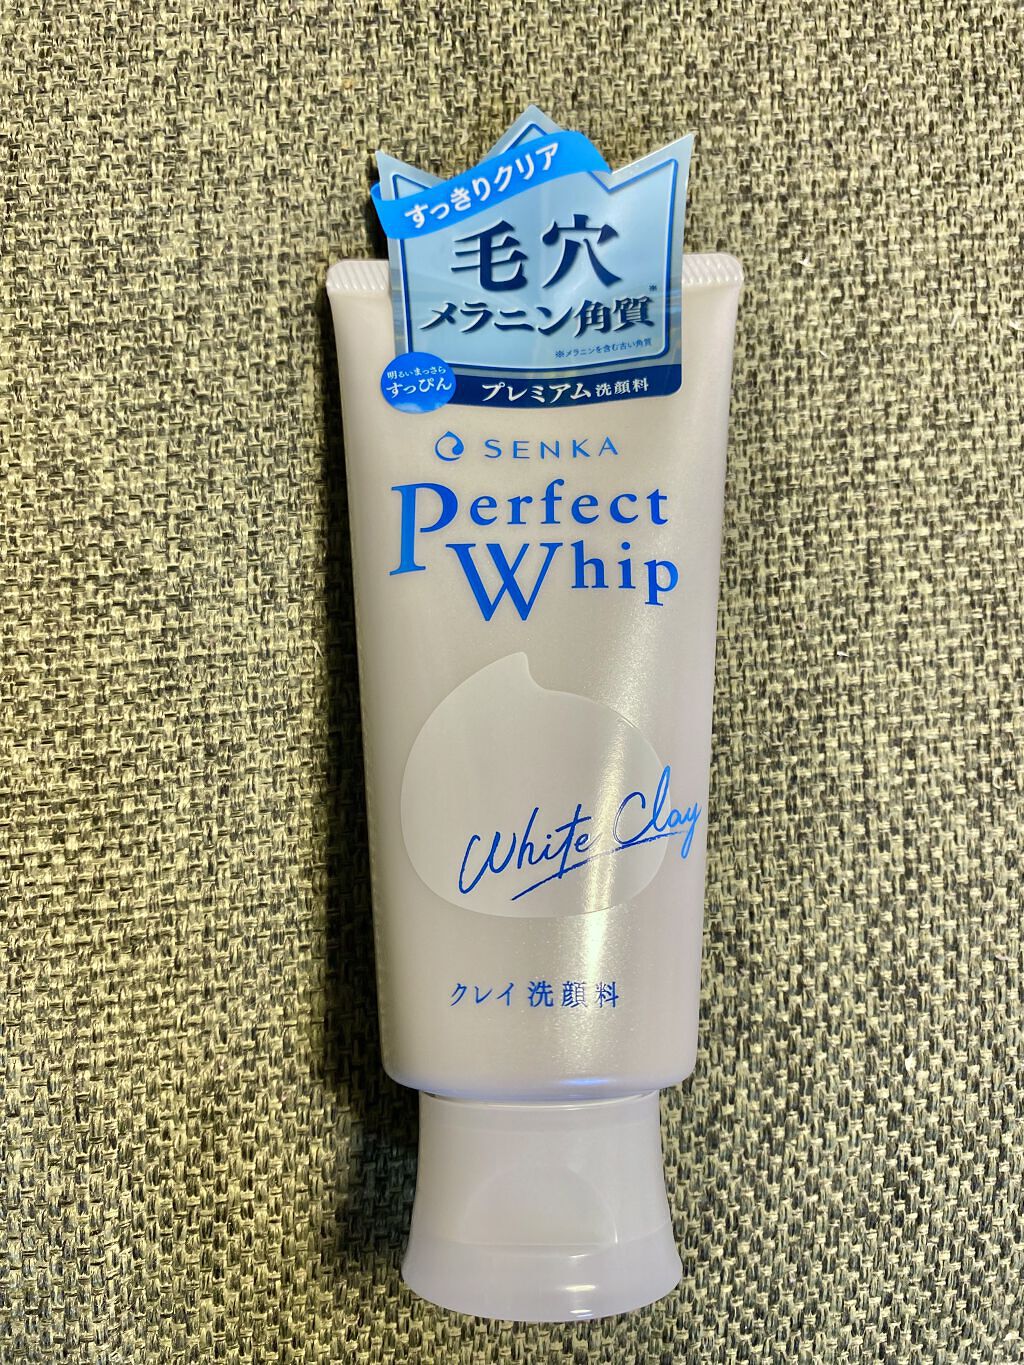 すっきりクリア
毛穴
メラニン角質※
※メラニンを含む古い角質
明るいまっさら
すっぴん
プレミアム洗顔料
SENKA
Perfect
Whip
White Clay
クレイ洗顔料